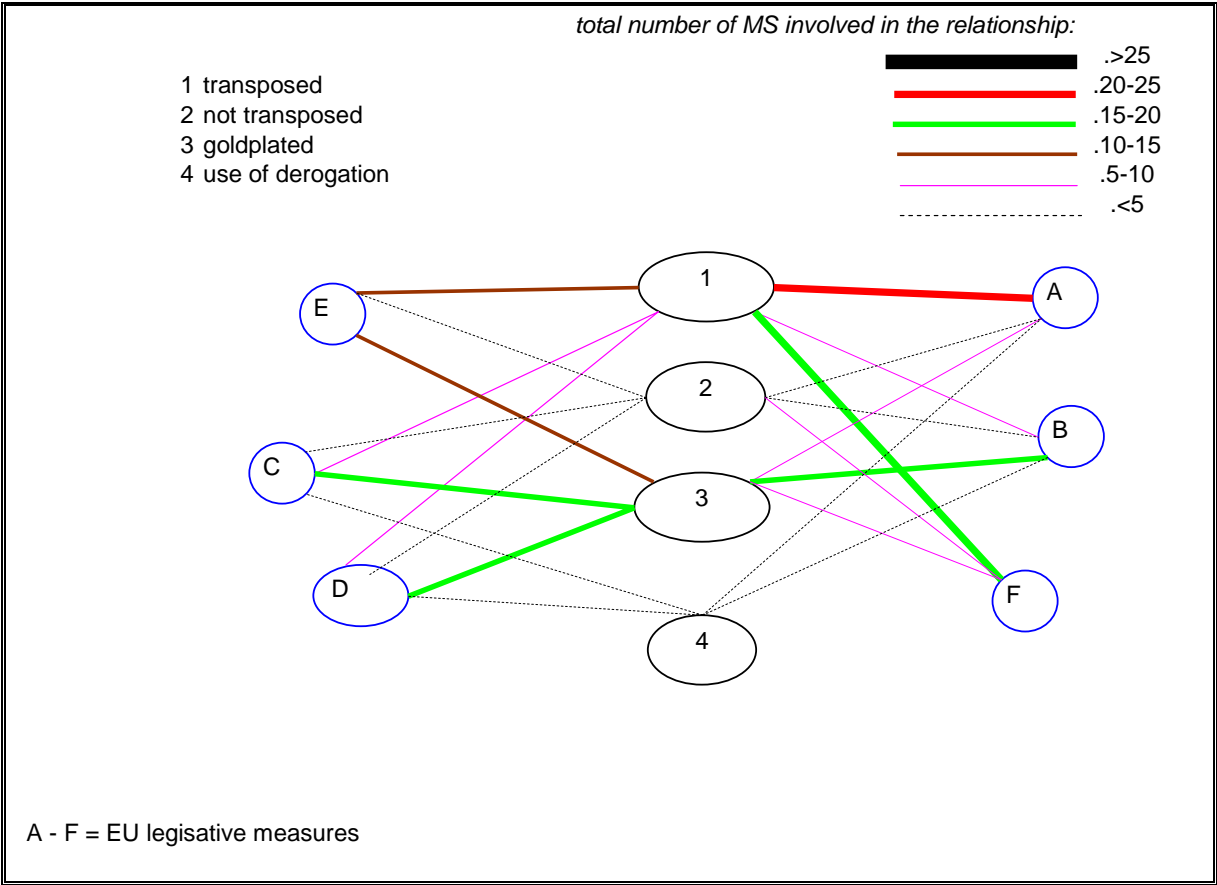 total number of MS involved in the relationship:
.>25
1 transposed
.20-25
2 not transposed
.15-20
3 goldplated
.10-15
4 use of derogation
.5-10
.<5
1
A
E
2
B
C
3
D
F
4
A - F = EU legisative measures